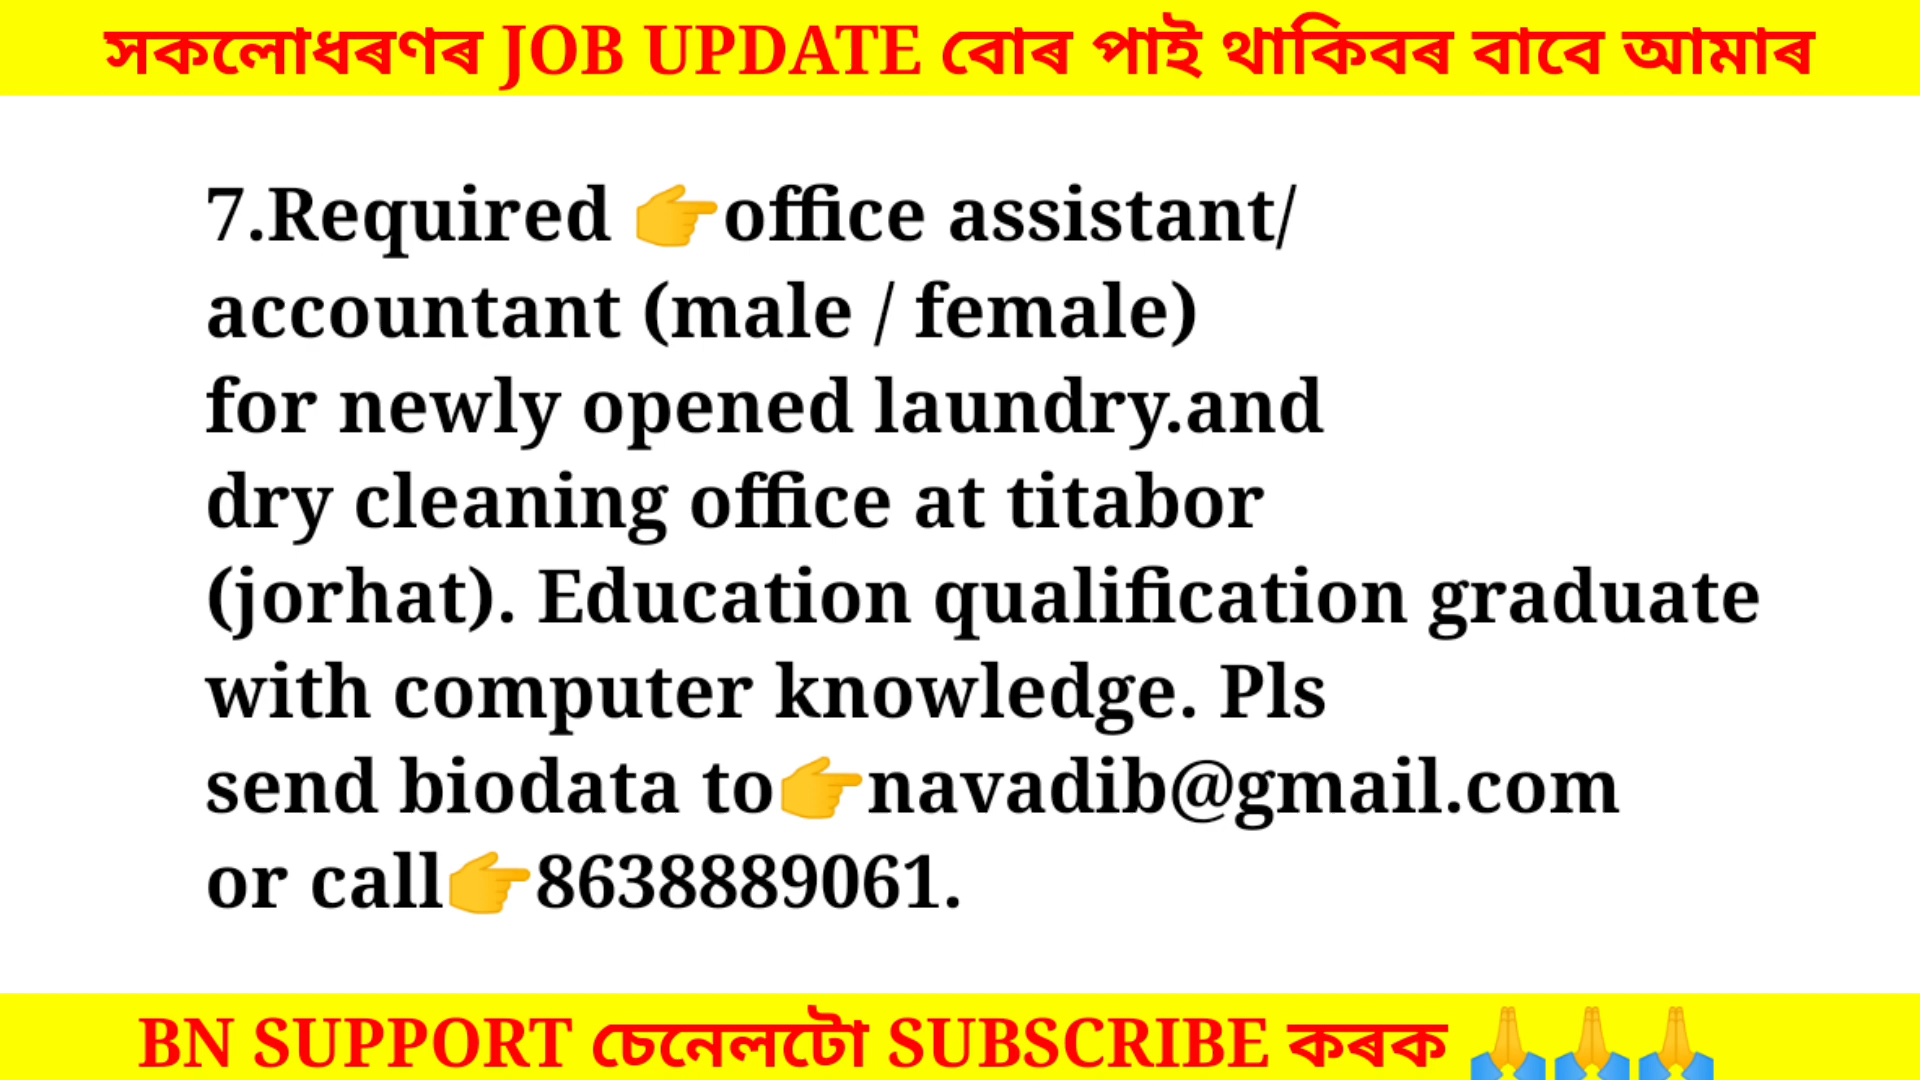 সকলোধৰণৰ JOB UPDATE বোৰ পাই থাকিবৰ বাবে আমাৰ
7.Required 👉office assistant/
accountant (male / female)
for newly opened laundry.and
dry cleaning office at titabor
(jorhat). Education qualification graduate
with computer knowledge. Pls
send biodata to👉navadib@gmail.com
or call👉8638889061.
BN SUPPORT চেনেলটো SUBSCRIBE কৰক 🙏🙏🙏